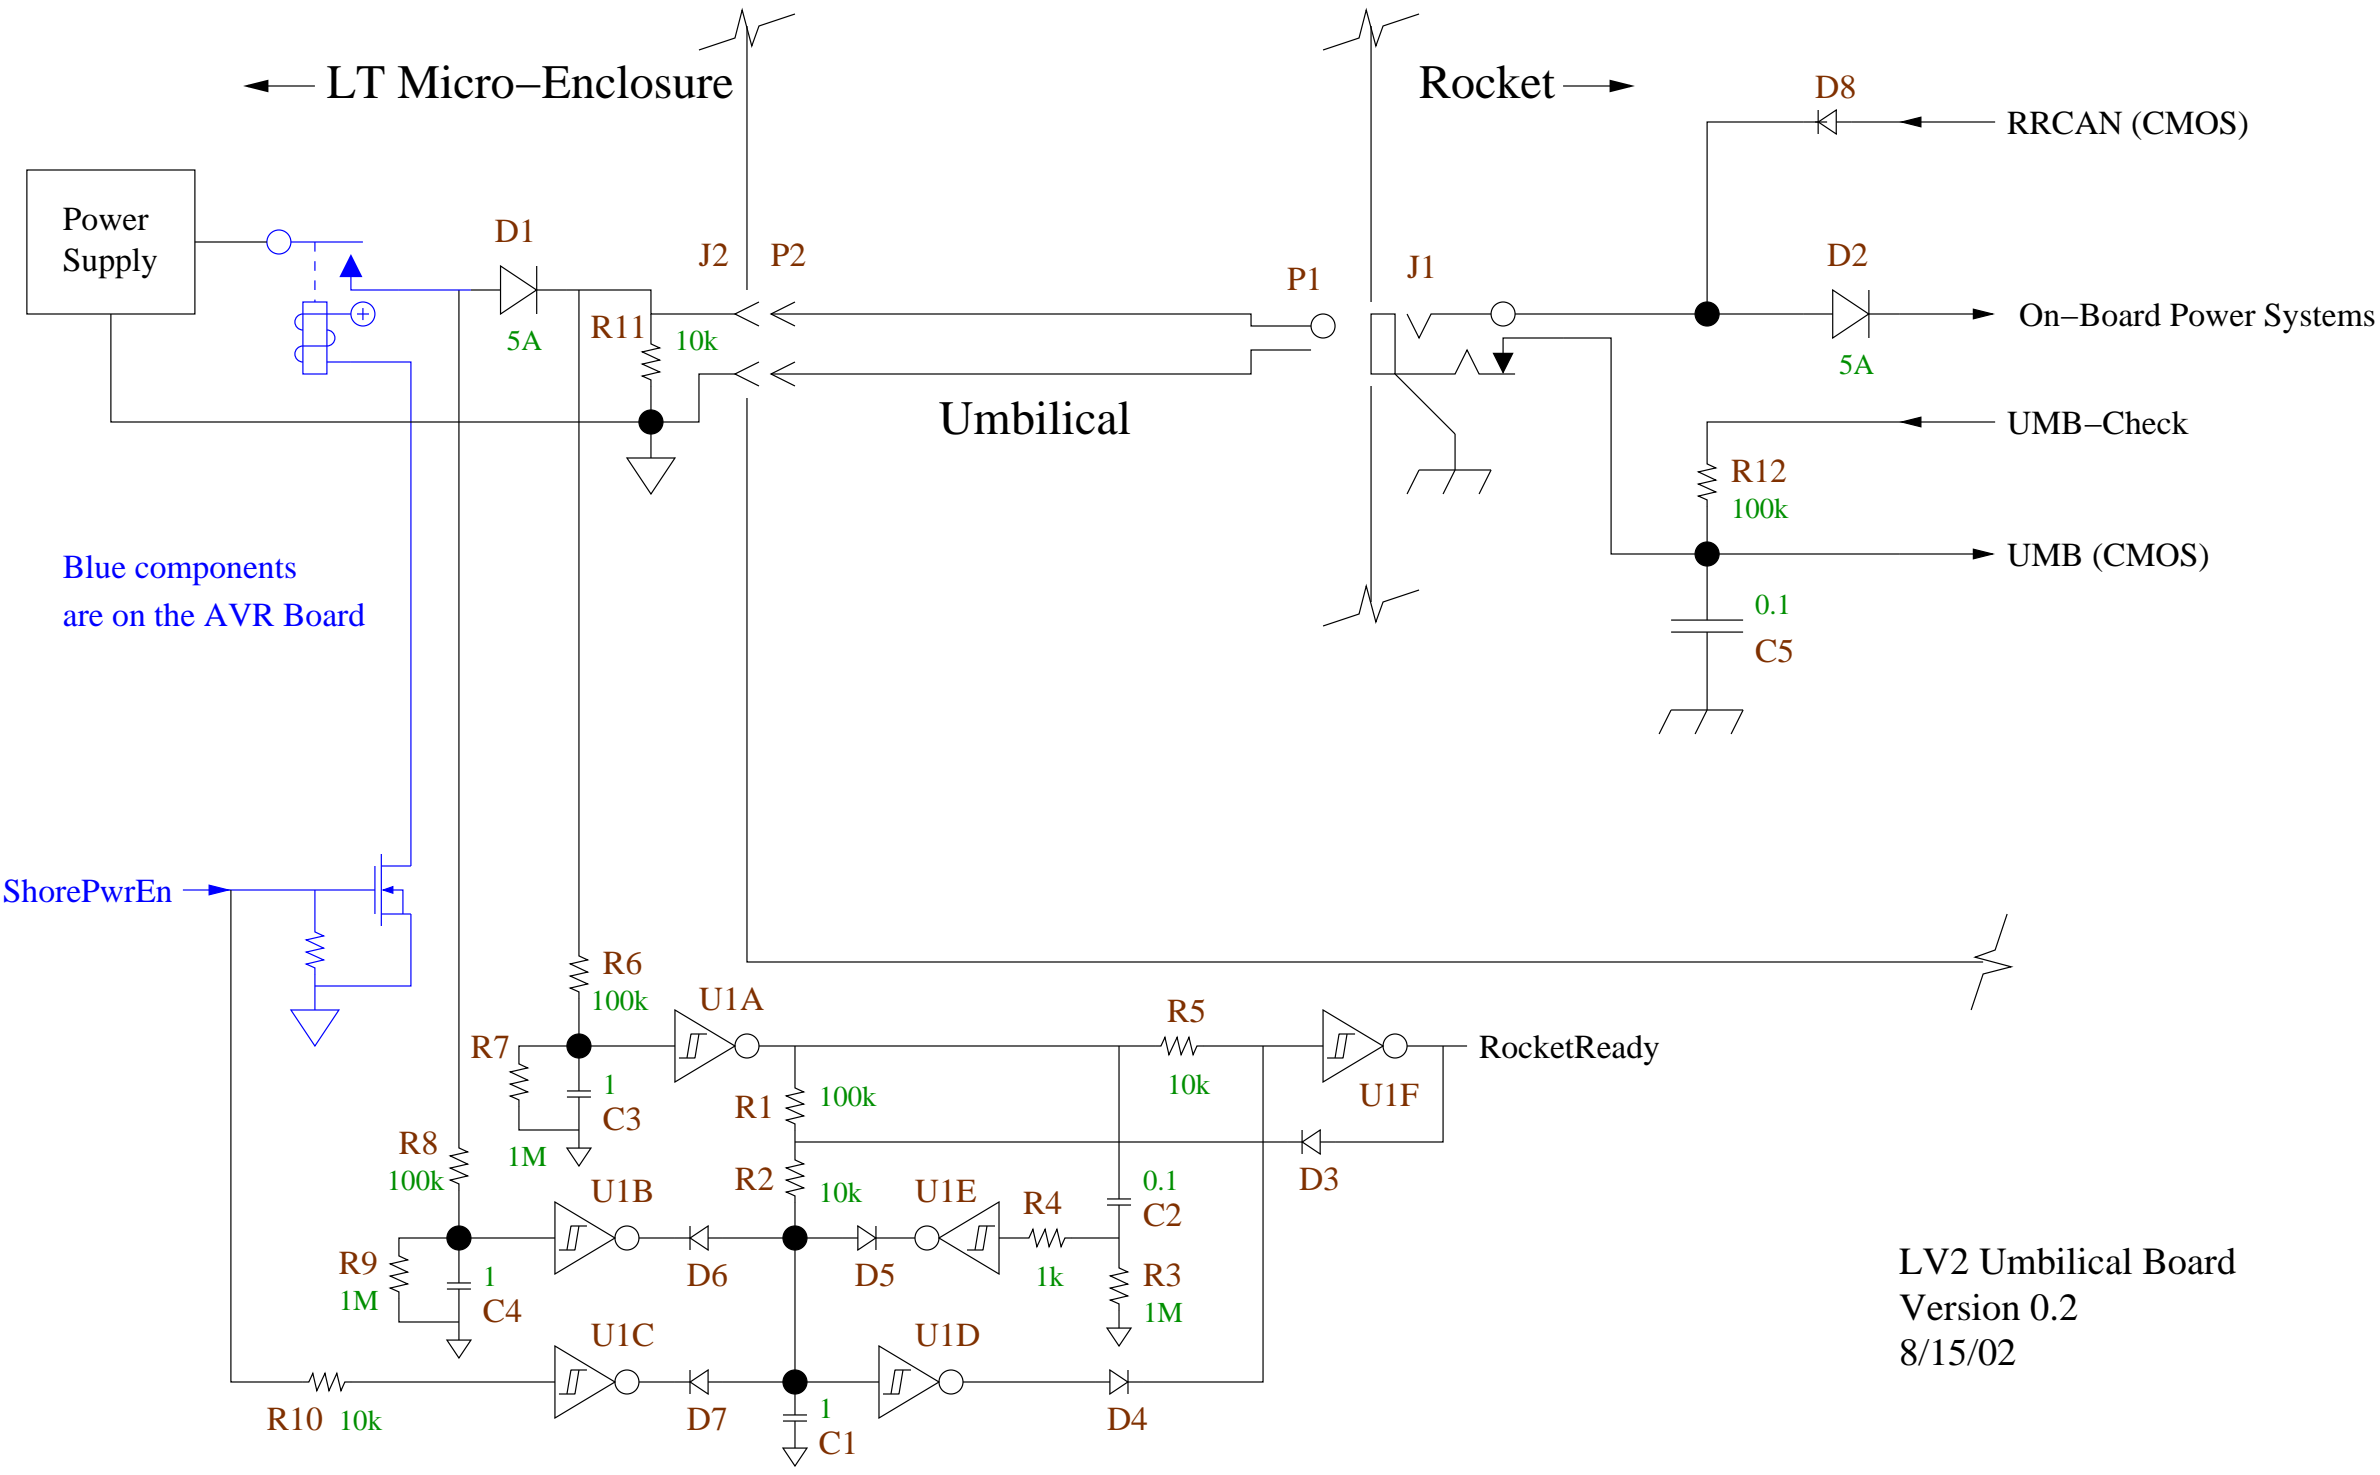 LT Micro−Enclosure
Rocket
D8
RRCAN (CMOS)
Power
Supply
D1
5A
J2
P2
R11
10k
P1
J1
D2
5A
On−Board Power Systems
Umbilical
UMB−Check
R12
100k
UMB (CMOS)
0.1
C5
Blue components
are on the AVR Board
ShorePwrEn
R6
100k
U1A
R5
10k
U1F
RocketReady
R7
1M
1
C3
R1
100k
R8
100k
R2
10k
D3
U1B
U1E
R4
1k
0.1
C2
R9
1M
1
C4
D6
D5
R3
1M
U1C
U1D
R10
10k
D7
1
C1
D4
LV2 Umbilical Board
Version 0.2
8/15/02